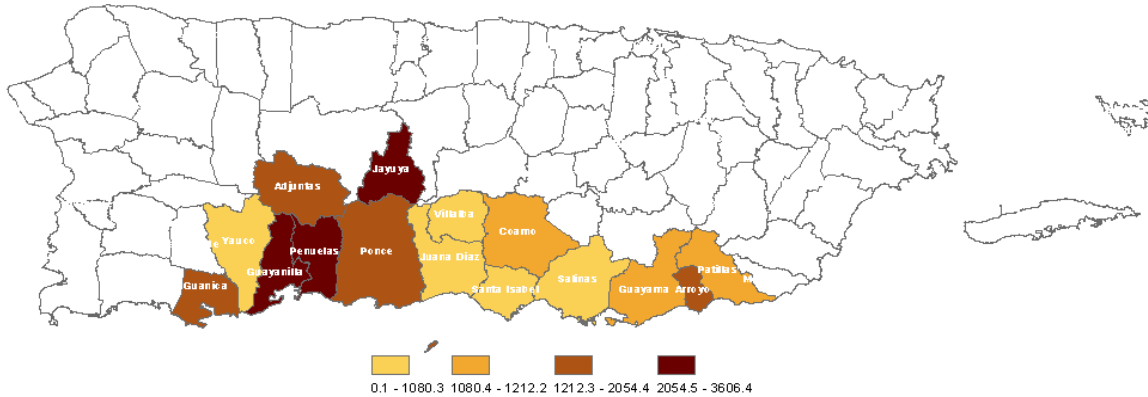 Jayuya
Adjuntas
Villalba
Coamo
Yauco
Penuelas
Ponce
Juana Diaz
Guayanilla
Guanica
Santa Isabel
Salinas
Guayama
Arroyo
Patillas
0.1 - 1080.3
1080.4 - 1212.2
1212.3 - 2054.4
2054.5 - 3606.4